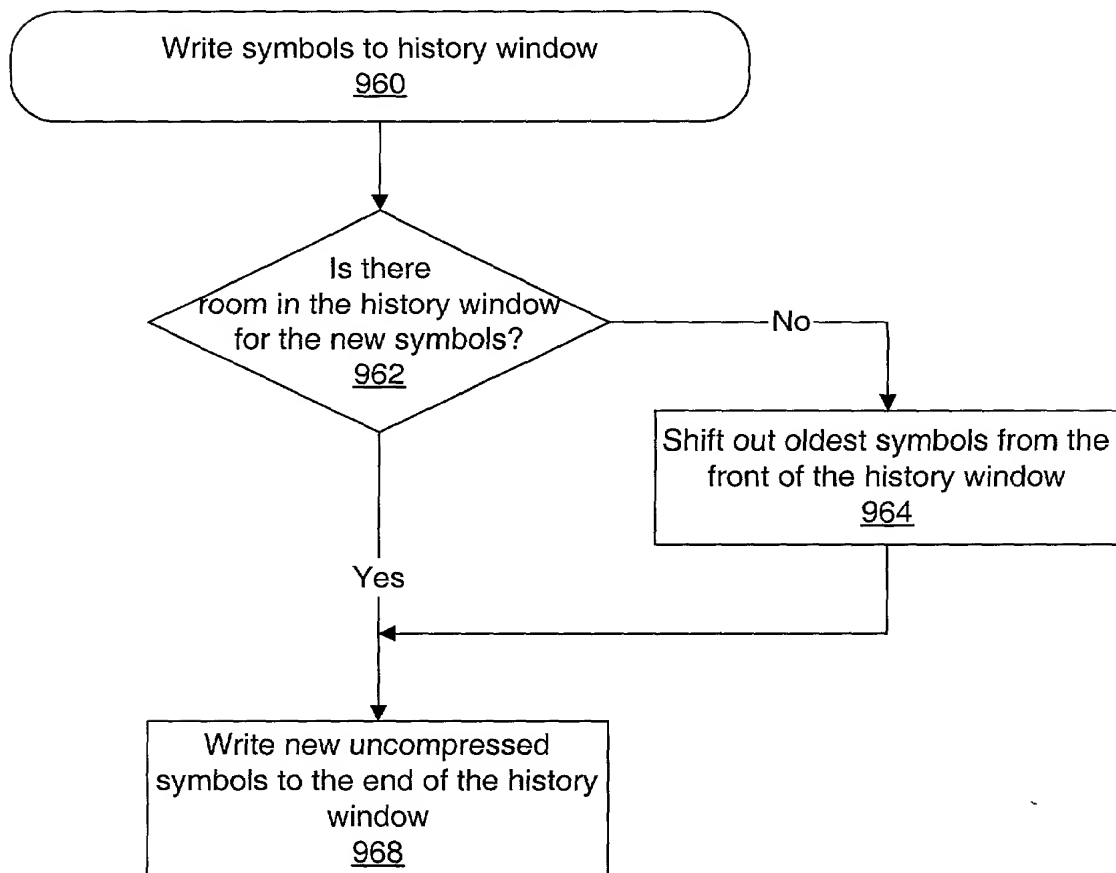 Write symbols to history window
960
Is there
room in the history window
for the new symbols?
962
No
Shift out oldest symbols from the
front of the history window
964
Yes
Write new uncompressed
symbols to the end of the history
window
968